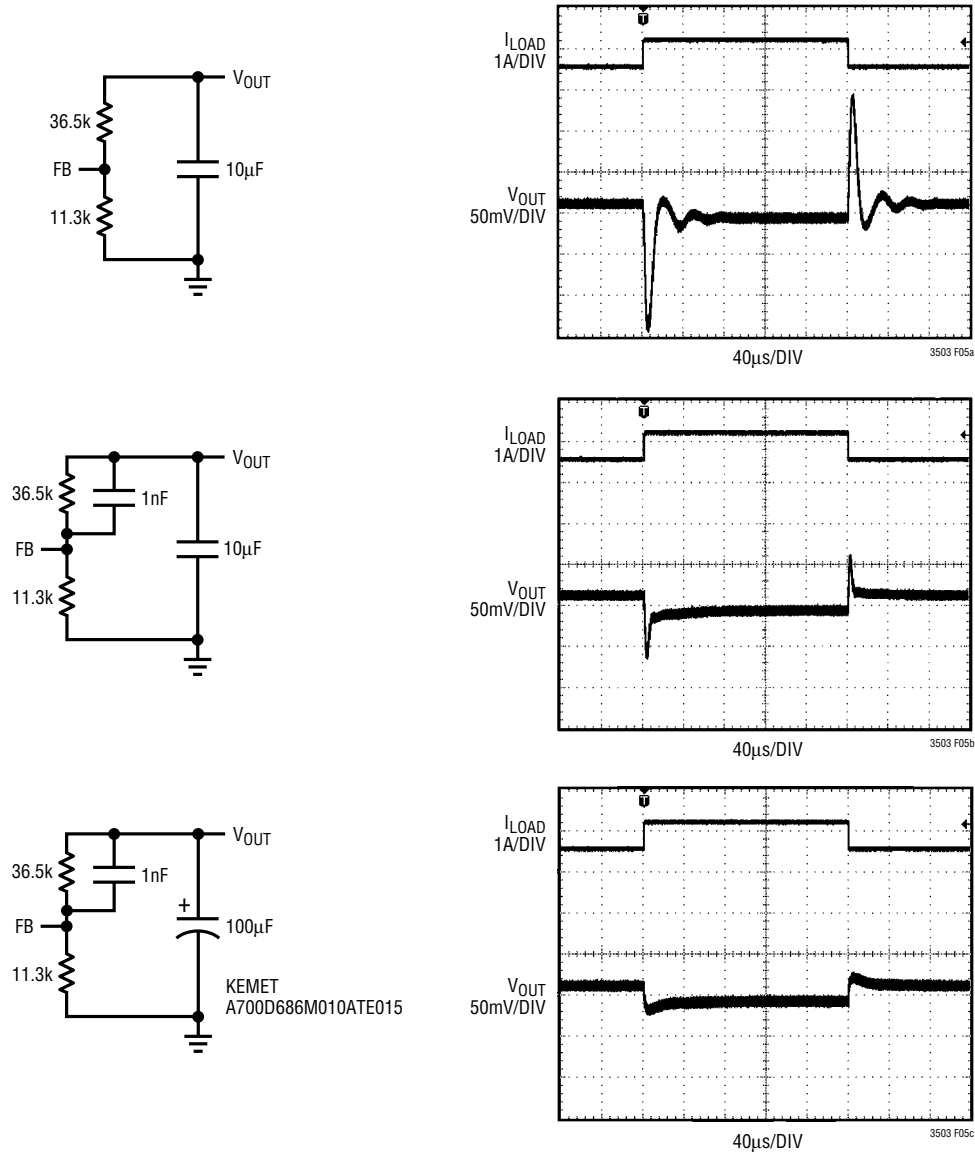 V_OUT
36.5k
FB
10µF
11.3k
T
I_LOAD
1A/DIV
V_OUT
50mV/DIV
40µs/DIV
3503 F05a
V_OUT
36.5k
1nF
FB
10µF
11.3k
T
I_LOAD
1A/DIV
V_OUT
50mV/DIV
40µs/DIV
3503 F05b
V_OUT
36.5k
1nF
+
FB
100µF
11.3k
KEMET
A700D686M010ATE015
T
I_LOAD
1A/DIV
V_OUT
50mV/DIV
40µs/DIV
3503 F05c